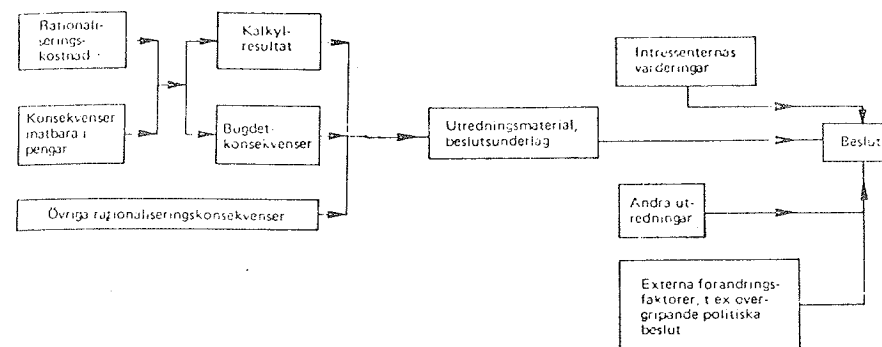 Rationali-
serings-
kostnad
Konsekvenser
mätbara i
pengar
Kalkyl-
resultat
Bugdet-
konsekvenser
Övriga rationaliseringskonsekvenser
Utredningsmaterial,
beslutsunderlag
Intressenternas
värderingar
Beslut
Andra ut-
redningar
Externa förändrings-
faktorer, t ex över-
gripande politiska
beslut